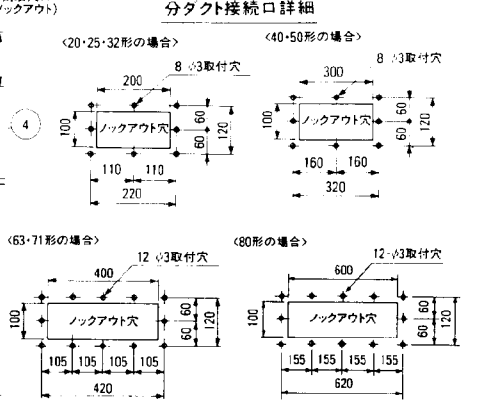 ックアウト)
分ダクト接続口詳細
<20・25・32形の場合>
200
8 φ3取付穴
100
ノックアウト穴
60
60
120
110
110
220
4
<40・50形の場合>
300
8 φ3取付穴
100
ノックアウト穴
60
60
120
160
160
320
<63・71形の場合>
12 φ3取付穴
400
100
ノックアウト穴
60
60
120
105
105
105
105
420
<80形の場合>
12-φ3取付穴
600
100
ノックアウト穴
60
60
120
155
155
155
155
620